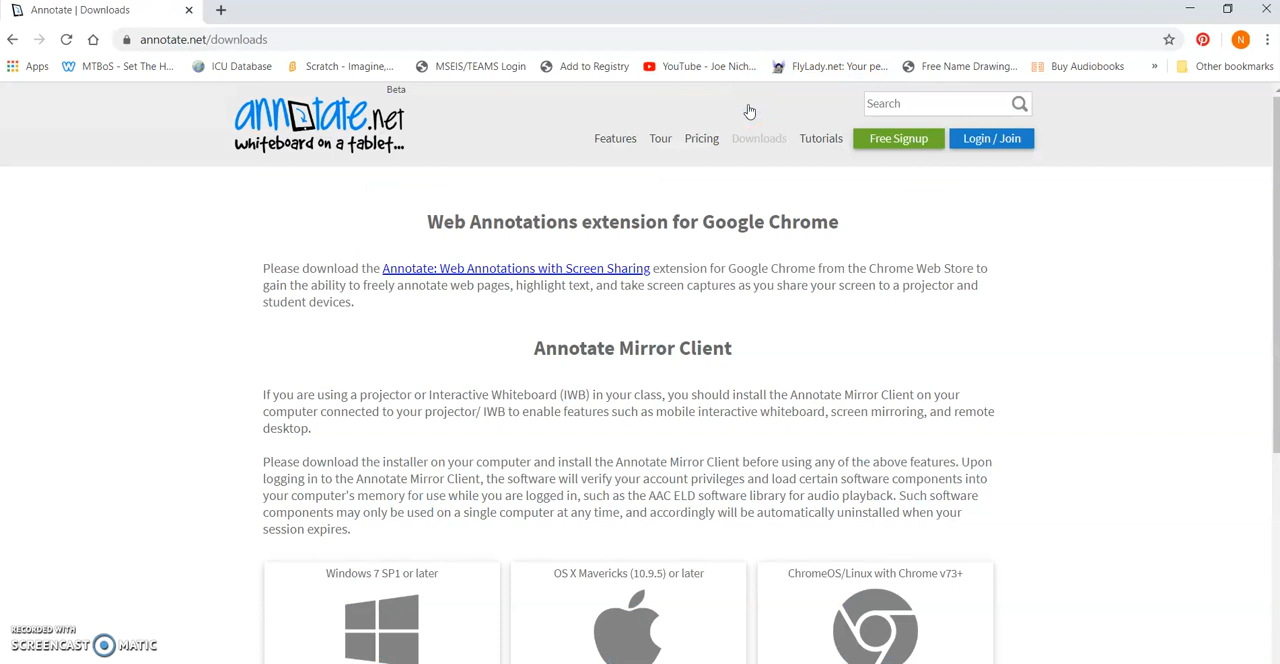 Annotate | Downloads
annotate.net/downloads
N
Apps MTBoS - Set The H... ICU Database Scratch - Imagine,... MSEIS/TEAMS Login Add to Registry YouTube - Joe Nich... FlyLady.net: Your pe... Free Name Drawing,... Buy Audiobooks » Other bookmarks
Beta
annotate.net
whiteboard on a tablet...
Search
Features Tour Pricing Downloads Tutorials Free Signup Login / Join
Web Annotations extension for Google Chrome
Please download the Annotate: Web Annotations with Screen Sharing extension for Google Chrome from the Chrome Web Store to
gain the ability to freely annotate web pages, highlight text, and take screen captures as you share your screen to a projector and
student devices.
Annotate Mirror Client
If you are using a projector or Interactive Whiteboard (IWB) in your class, you should install the Annotate Mirror Client on your
computer connected to your projector/ IWB to enable features such as mobile interactive whiteboard, screen mirroring, and remote
desktop.
Please download the installer on your computer and install the Annotate Mirror Client before using any of the above features. Upon
logging in to the Annotate Mirror Client, the software will verify your account privileges and load certain software components into
your computer's memory for use while you are logged in, such as the AAC ELD software library for audio playback. Such software
components may only be used on a single computer at any time, and accordingly will be automatically uninstalled when your
session expires.
Windows 7 SP1 or later
OS X Mavericks (10.9.5) or later
ChromeOS/Linux with Chrome v73+
RECORDED WITH
SCREENCAST MATIC